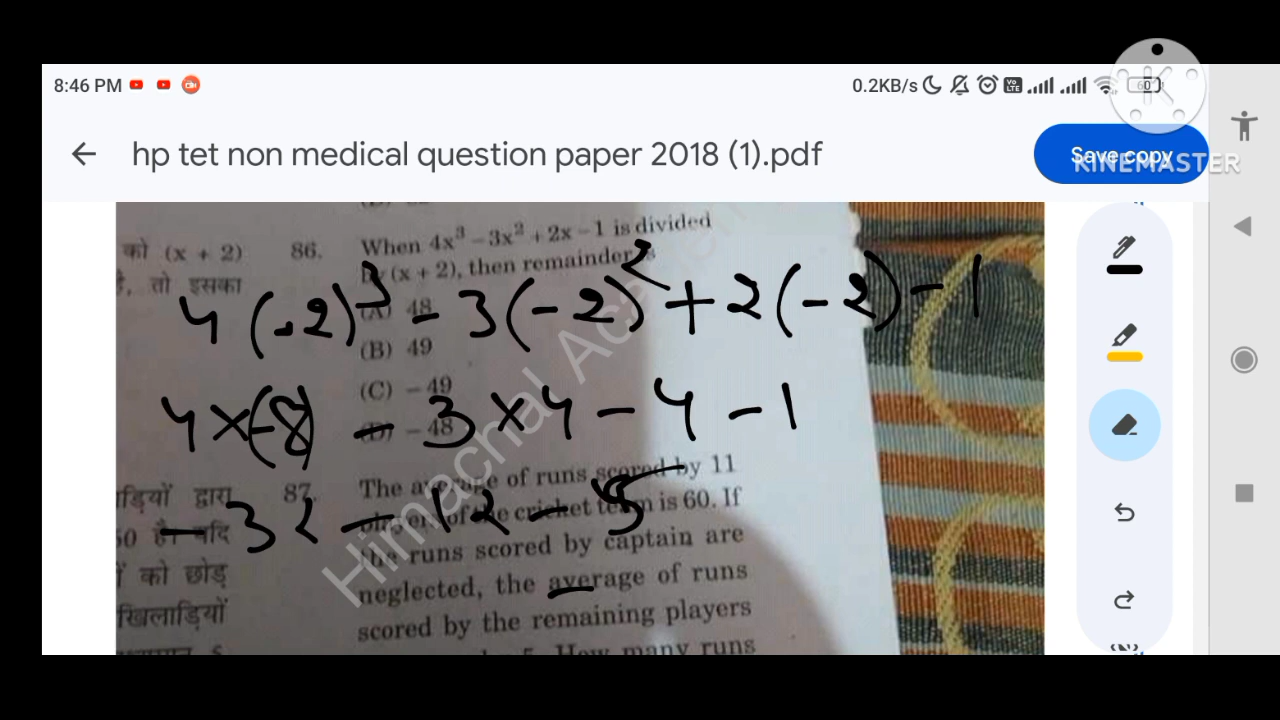 8:46 PM
0.2KB/s
60
hp tet non medical question paper 2018 (1).pdf
Save copy
KINEMASTER
को (x + 2)
है, तो इसका
86. When 4x³ – 3x² + 2x – 1 is divided
by (x + 2), then remainder is
4 (-2)³ - 3 (-2)² + 2 (-2) - 1
(A) 48
(B) 49
(C) – 49
4 × (-8) - 3 × 4 - 4 - 1
(D) – 48
ड़ियों द्वारा
50 है। यदि
को छोड़
खिलाड़ियों
87. The average of runs scored by 11
players of the cricket team is 60. If
- 32 - 12 - 5
the runs scored by captain are
neglected, the average of runs
scored by the remaining players
How many runs
Himachal